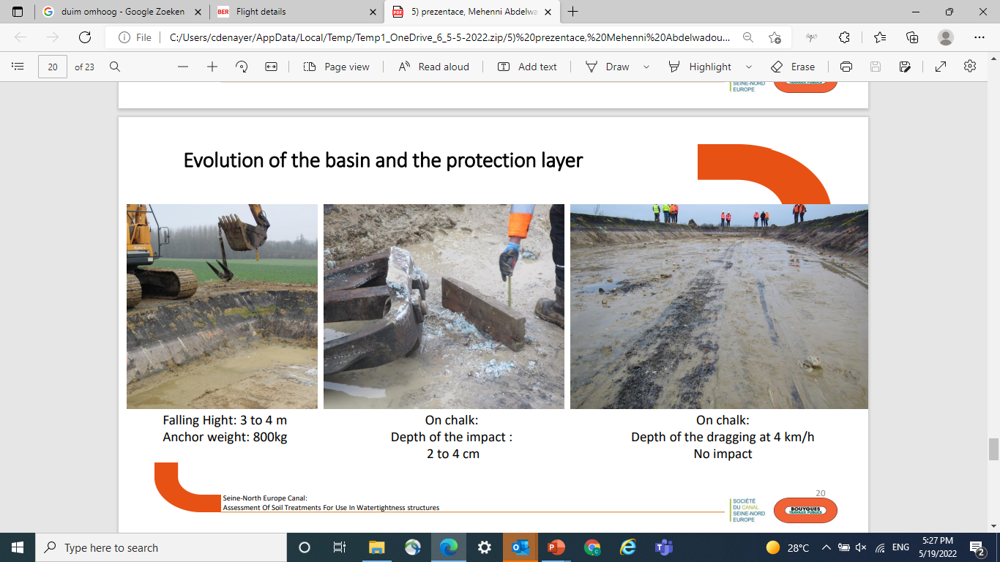 duim omhoog - Google Zoeken
BER
Flight details
PDF
5) prezentace, Mehenni Abdelwa
File
C:/Users/cdenayer/AppData/Local/Temp/Temp1_OneDrive_6_5-5-2022.zip/5)%20prezentace,%20Mehenni%20Abdelwadou...
20
of 23
Page view
Read aloud
Add text
Draw
Highlight
Erase
SEINE-NORD
EUROPE
TRAVAUX PUBLICS
Evolution of the basin and the protection layer
Falling Hight: 3 to 4 m
Anchor weight: 800kg
On chalk:
Depth of the impact :
2 to 4 cm
On chalk:
Depth of the dragging at 4 km/h
No impact
Seine-North Europe Canal:
Assessment Of Soil Treatments For Use In Watertightness structures
20
SOCIÉTÉ
DU CANAL
SEINE-NORD
EUROPE
BOUYGUES
TRAVAUX PUBLICS
Type here to search
28°C
ENG
5:27 PM
5/19/2022
2